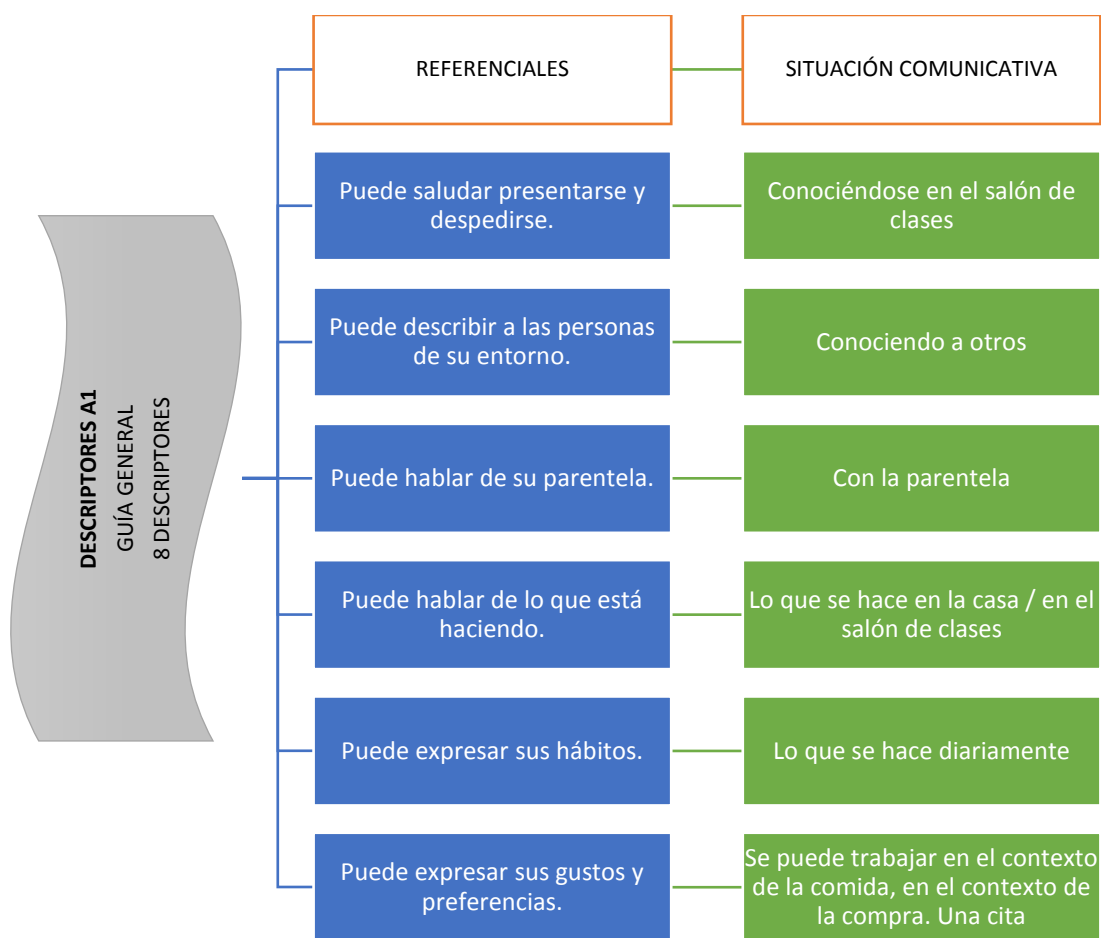 DESCRIPTORES A1
GUÍA GENERAL
8 DESCRIPTORES
REFERENCIALES
SITUACIÓN COMUNICATIVA
Puede saludar presentarse y
despedirse.
Conociéndose en el salón de
clases
Puede describir a las personas
de su entorno.
Conociendo a otros
Puede hablar de su parentela.
Con la parentela
Puede hablar de lo que está
haciendo.
Lo que se hace en la casa / en el
salón de clases
Puede expresar sus hábitos.
Lo que se hace diariamente
Puede expresar sus gustos y
preferencias.
Se puede trabajar en el contexto
de la comida, en el contexto de
la compra. Una cita